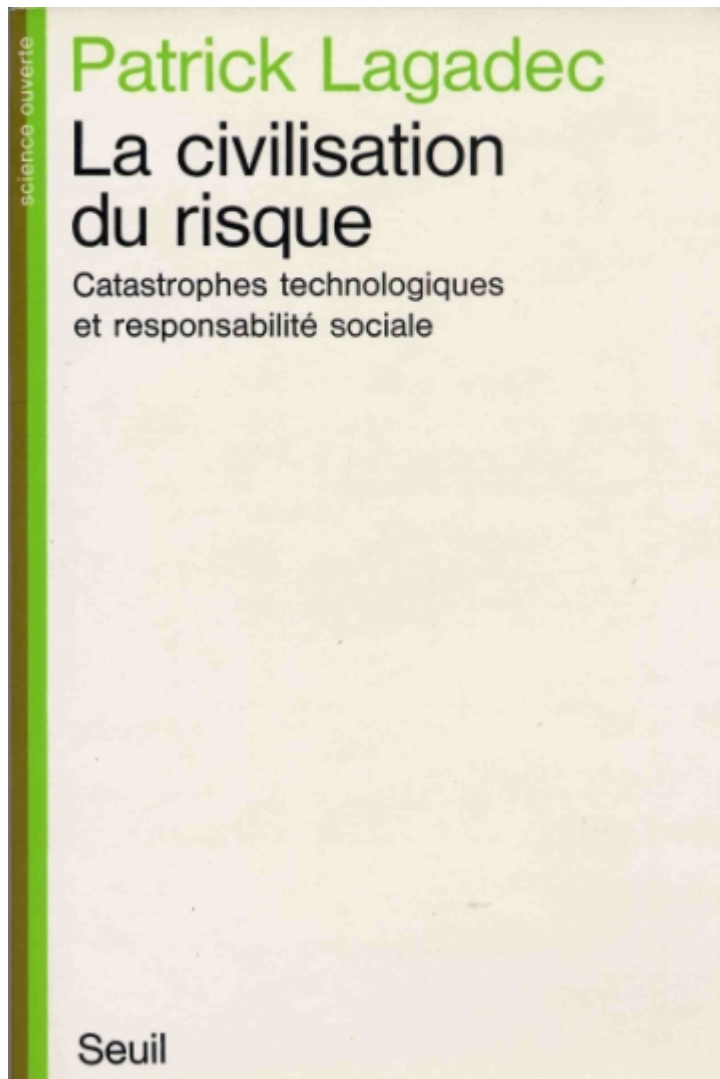 science ouverte
Patrick Lagadec
La civilisation
du risque
Catastrophes technologiques
et responsabilité sociale
Seuil